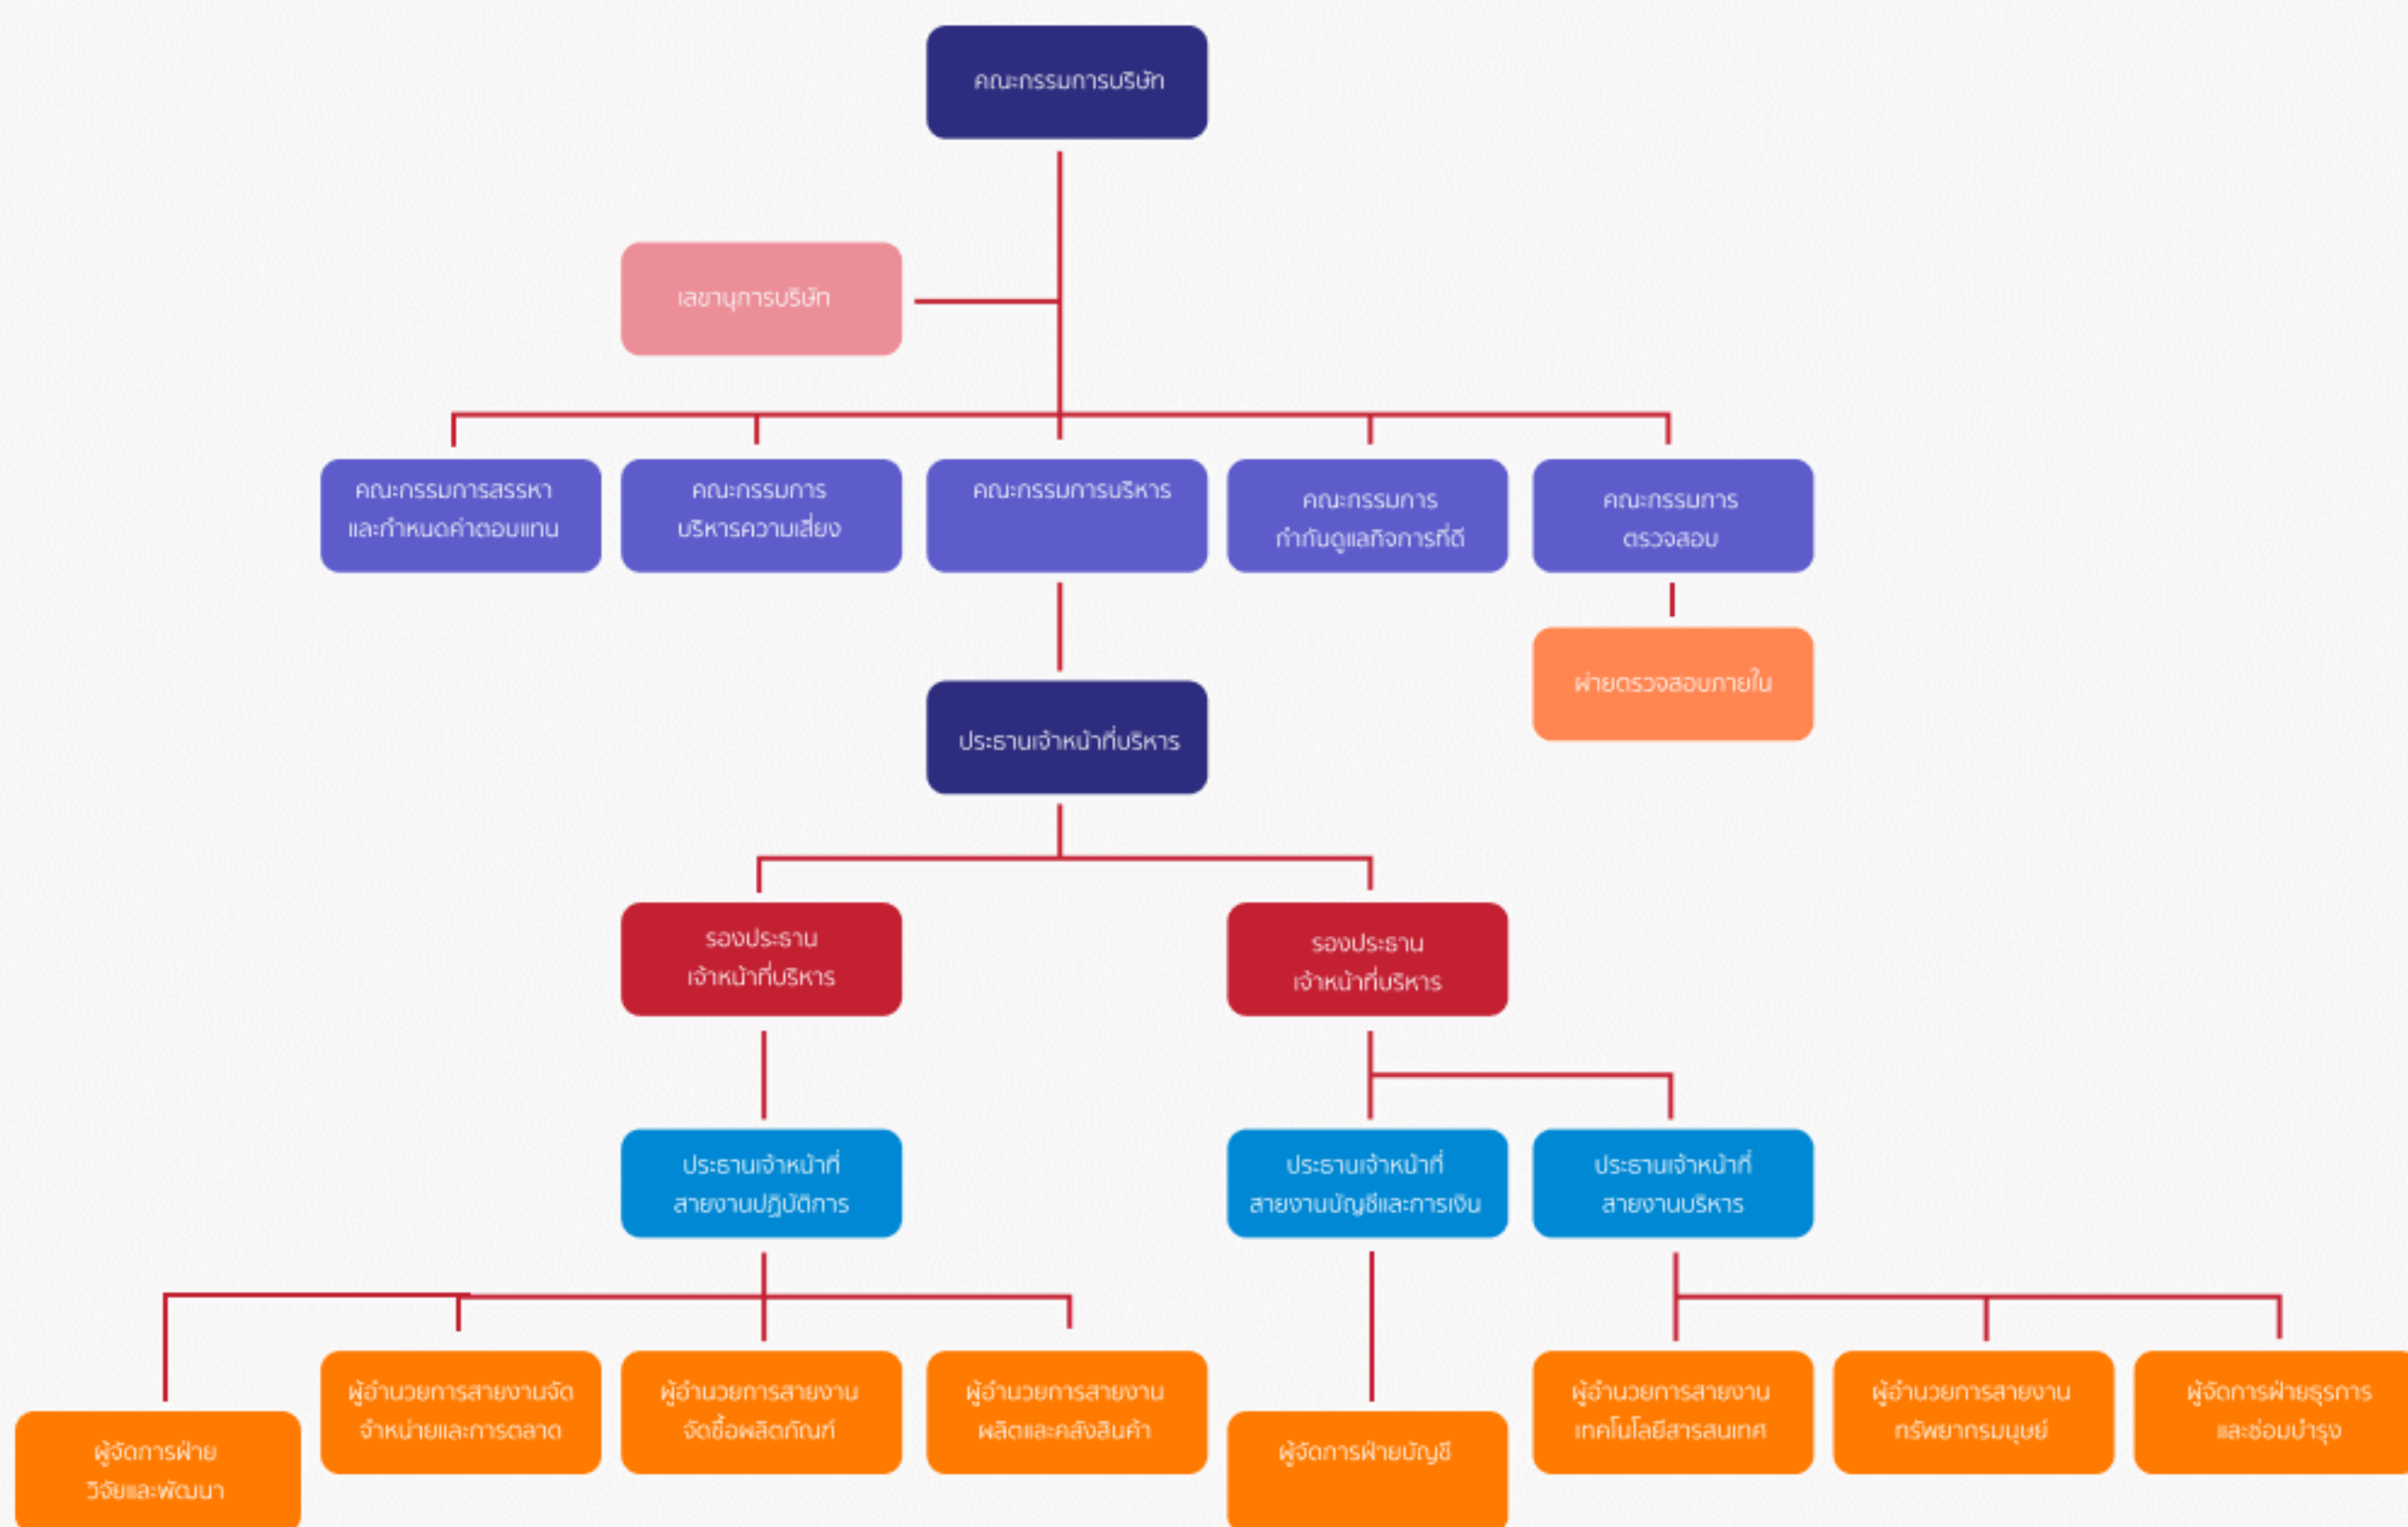 คณะกรรมการบริษัท
เลขานุการบริษัท
คณะกรรมการสรรหา
และกำหนดค่าตอบแทน
คณะกรรมการ
บริหารความเสี่ยง
คณะกรรมการบริหาร
คณะกรรมการ
กำกับดูแลกิจการที่ดี
คณะกรรมการ
ตรวจสอบ
ฝ่ายตรวจสอบภายใน
ประธานเจ้าหน้าที่บริหาร
รองประธาน
เจ้าหน้าที่บริหาร
รองประธาน
เจ้าหน้าที่บริหาร
ประธานเจ้าหน้าที่
สายงานปฏิบัติการ
ประธานเจ้าหน้าที่
สายงานบัญชีและการเงิน
ประธานเจ้าหน้าที่
สายงานบริหาร
ผู้จัดการฝ่าย
วิจัยและพัฒนา
ผู้อำนวยการสายงานจัด
จำหน่ายและการตลาด
ผู้อำนวยการสายงาน
จัดซื้อผลิตภัณฑ์
ผู้อำนวยการสายงาน
ผลิตและคลังสินค้า
ผู้จัดการฝ่ายบัญชี
ผู้อำนวยการสายงาน
เทคโนโลยีสารสนเทศ
ผู้อำนวยการสายงาน
ทรัพยากรมนุษย์
ผู้จัดการฝ่ายธุรการ
และซ่อมบำรุง